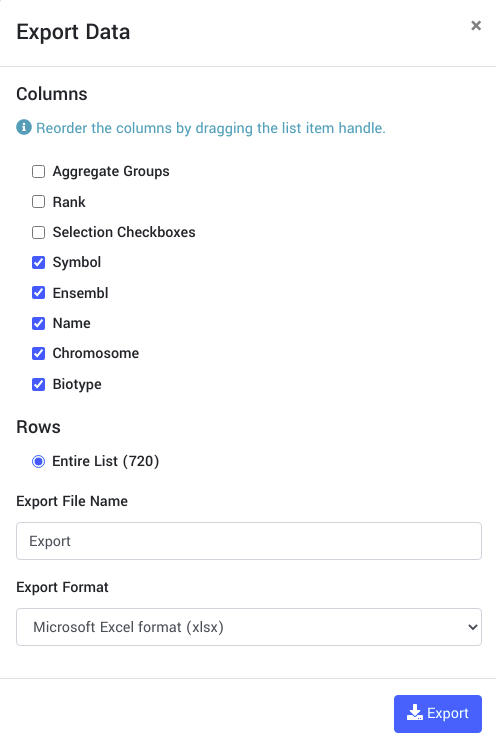 Export Data
×
Columns
Reorder the columns by dragging the list item handle.
Aggregate Groups
Rank
Selection Checkboxes
Symbol
Ensembl
Name
Chromosome
Biotype
Rows
Entire List (720)
Export File Name
Export
Export Format
Microsoft Excel format (xlsx)
Export